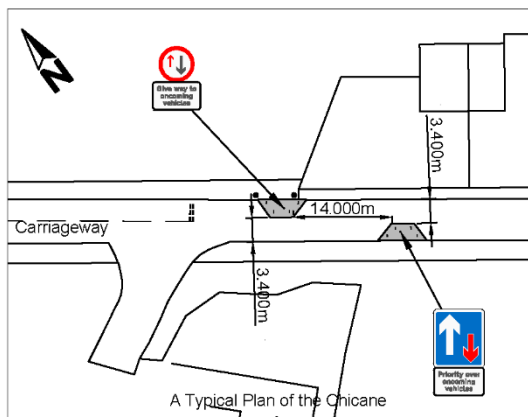 N
Give way to
oncoming
vehicles
3.400m
14.000m
Carriageway
3.400m
Priority over
oncoming
vehicles
A Typical Plan of the Chicane